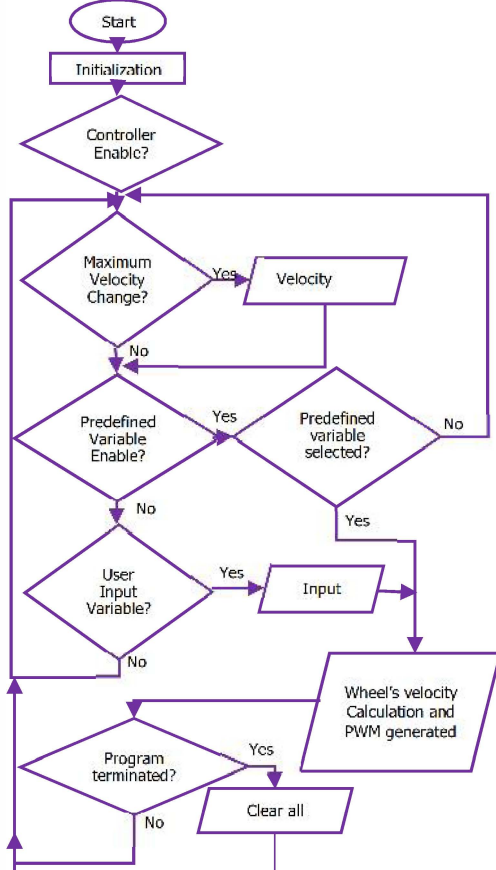 Start
Initialization
Controller
Enable?
Maximum
Velocity
Change?
Yes
Velocity
No
Predefined
Variable
Enable?
Yes
Predefined
variable
selected?
No
No
Yes
User
Input
Variable?
Yes
Input
No
Wheel's velocity
Calculation and
PWM generated
Program
terminated?
Yes
No
Clear all